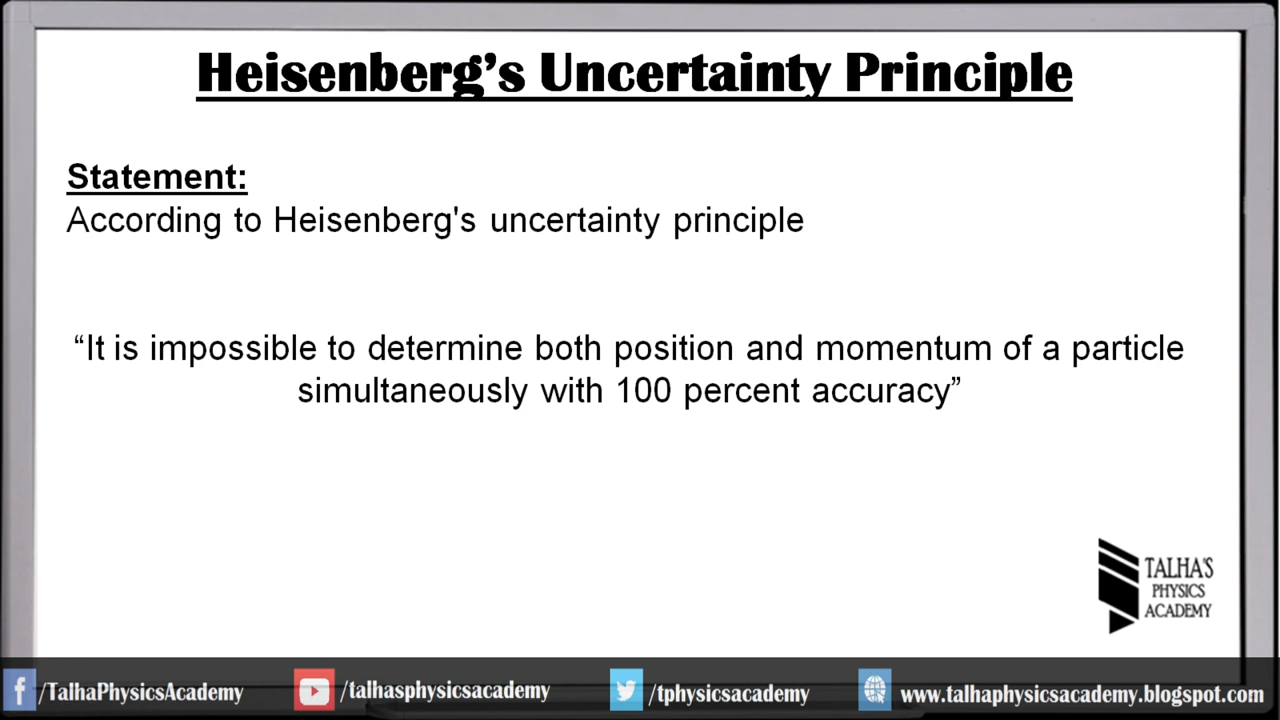 Heisenberg’s Uncertainty Principle
Statement:
According to Heisenberg's uncertainty principle
“It is impossible to determine both position and momentum of a particle
simultaneously with 100 percent accuracy”
TALHA'S
PHYSICS
ACADEMY
/TalhaPhysicsAcademy
/talhasphysicsacademy
/tphysicsacademy
www.talhaphysicsacademy.blogspot.com